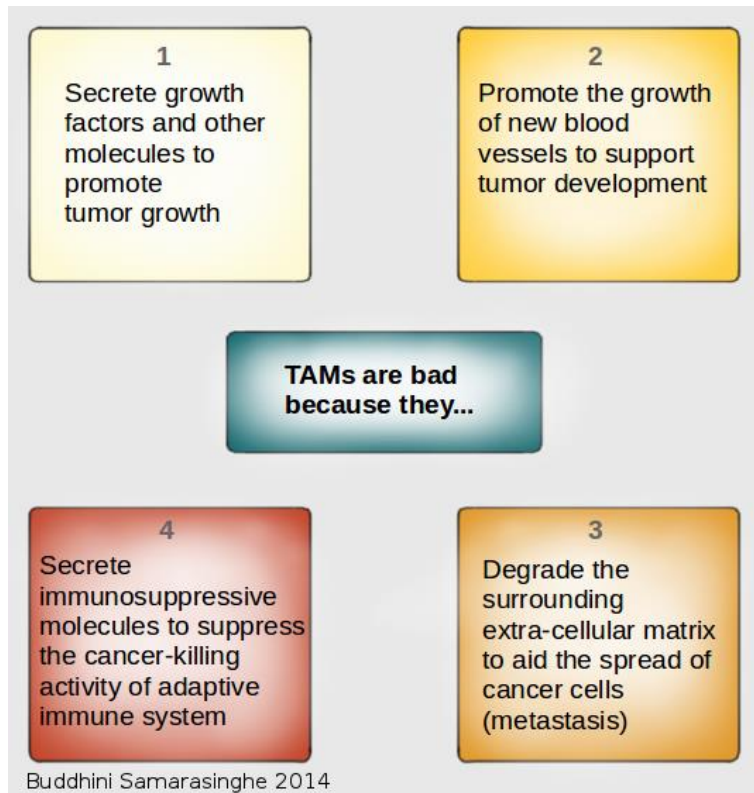 1
Secrete growth
factors and other
molecules to
promote
tumor growth
2
Promote the growth
of new blood
vessels to support
tumor development
TAMs are bad
because they...
4
Secrete
immunosuppressive
molecules to suppress
the cancer-killing
activity of adaptive
immune system
3
Degrade the
surrounding
extra-cellular matrix
to aid the spread of
cancer cells
(metastasis)
Buddhini Samarasinghe 2014